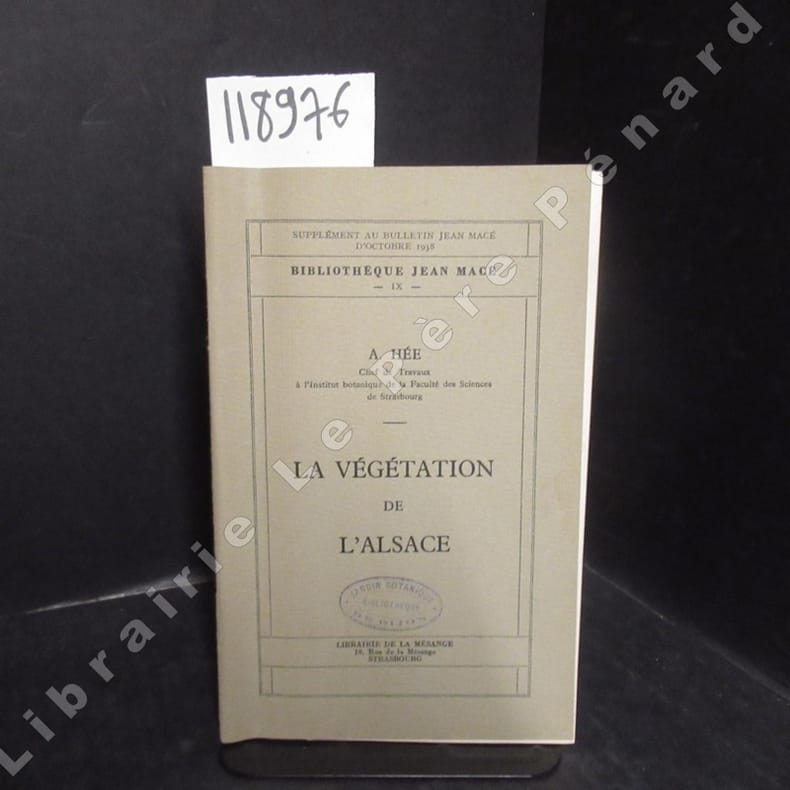 118976
SUPPLÉMENT AU BULLETIN JEAN MACÉ
D'OCTOBRE 1938
BIBLIOTHÈQUE JEAN MACÉ
— IX —
A. HÉE
Chef de Travaux
à l'Institut botanique de la Faculté des Sciences
de Strasbourg
LA VÉGÉTATION
DE
L'ALSACE
JARDIN BOTANIQUE
BIBLIOTHEQUE
LIBRAIRIE DE LA MÉSANGE
Rue de la Mésange
STRASBOURG
Librairie Le Père Pénard